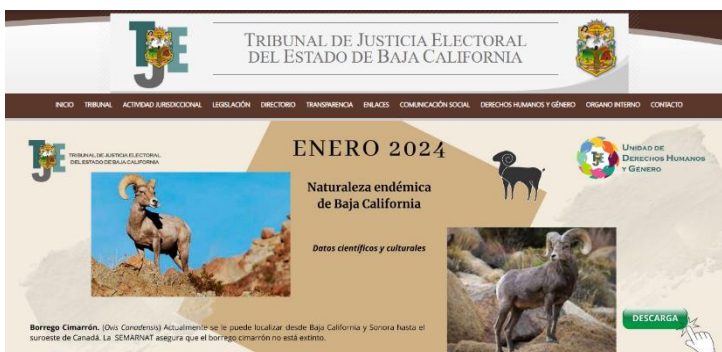 TJE
TRIBUNAL DE JUSTICIA ELECTORAL
DEL ESTADO DE BAJA CALIFORNIA
INICIO TRIBUNAL ACTIVIDAD JURISDICCIONAL LEGISLACIÓN DIRECTORIO TRANSPARENCIA ENLACES COMUNICACIÓN SOCIAL DERECHOS HUMANOS Y GÉNERO ORGANO INTERNO CONTACTO
TJE
TRIBUNAL DE JUSTICIA ELECTORAL
DEL ESTADO DE BAJA CALIFORNIA
ENERO 2024
TJE
UNIDAD DE
DERECHOS HUMANOS
Y GÉNERO
Naturaleza endémica
de Baja California
Datos científicos y culturales
DESCARGA
Borrego Cimarrón. (Ovis Canadensis) Actualmente se le puede localizar desde Baja California y Sonora hasta el
suroeste de Canadá. La SEMARNAT asegura que el borrego cimarrón no está extinto.